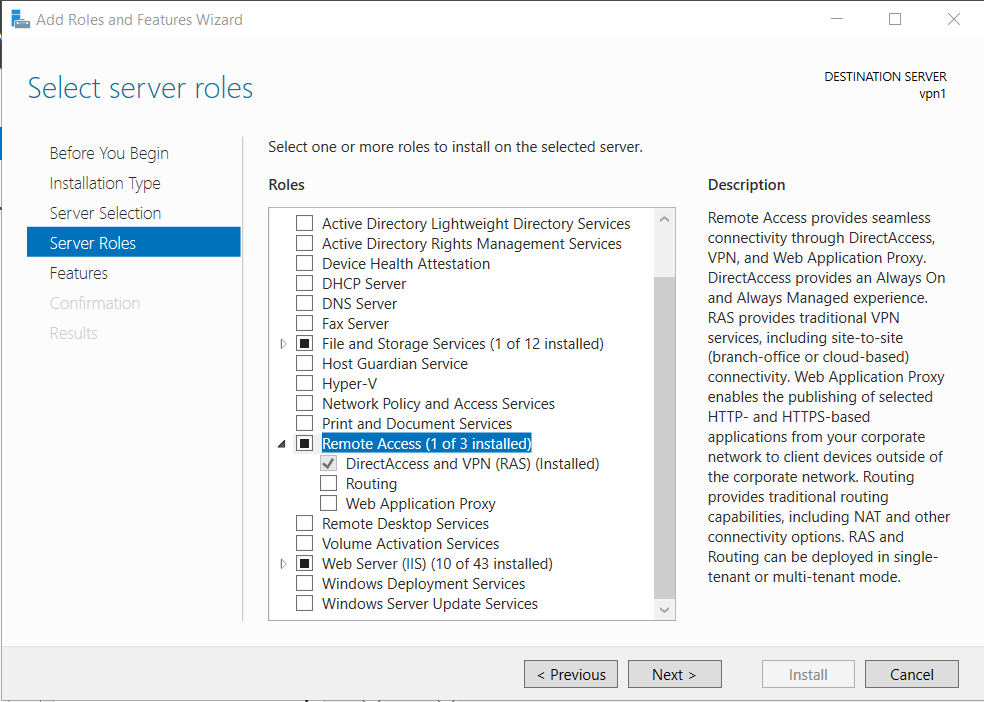 Add Roles and Features Wizard
Select server roles
DESTINATION SERVER
vpn1
Before You Begin
Installation Type
Server Selection
Server Roles
Features
Confirmation
Results
Select one or more roles to install on the selected server.
Roles
Active Directory Lightweight Directory Services
Active Directory Rights Management Services
Device Health Attestation
DHCP Server
DNS Server
Fax Server
File and Storage Services (1 of 12 installed)
Host Guardian Service
Hyper-V
Network Policy and Access Services
Print and Document Services
Remote Access (1 of 3 installed)
DirectAccess and VPN (RAS) (Installed)
Routing
Web Application Proxy
Remote Desktop Services
Volume Activation Services
Web Server (IIS) (10 of 43 installed)
Windows Deployment Services
Windows Server Update Services
Description
Remote Access provides seamless
connectivity through DirectAccess,
VPN, and Web Application Proxy.
DirectAccess provides an Always On
and Always Managed experience.
RAS provides traditional VPN
services, including site-to-site
(branch-office or cloud-based)
connectivity. Web Application Proxy
enables the publishing of selected
HTTP- and HTTPS-based
applications from your corporate
network to client devices outside of
the corporate network. Routing
provides traditional routing
capabilities, including NAT and other
connectivity options. RAS and
Routing can be deployed in single-
tenant or multi-tenant mode.
< Previous
Next >
Install
Cancel